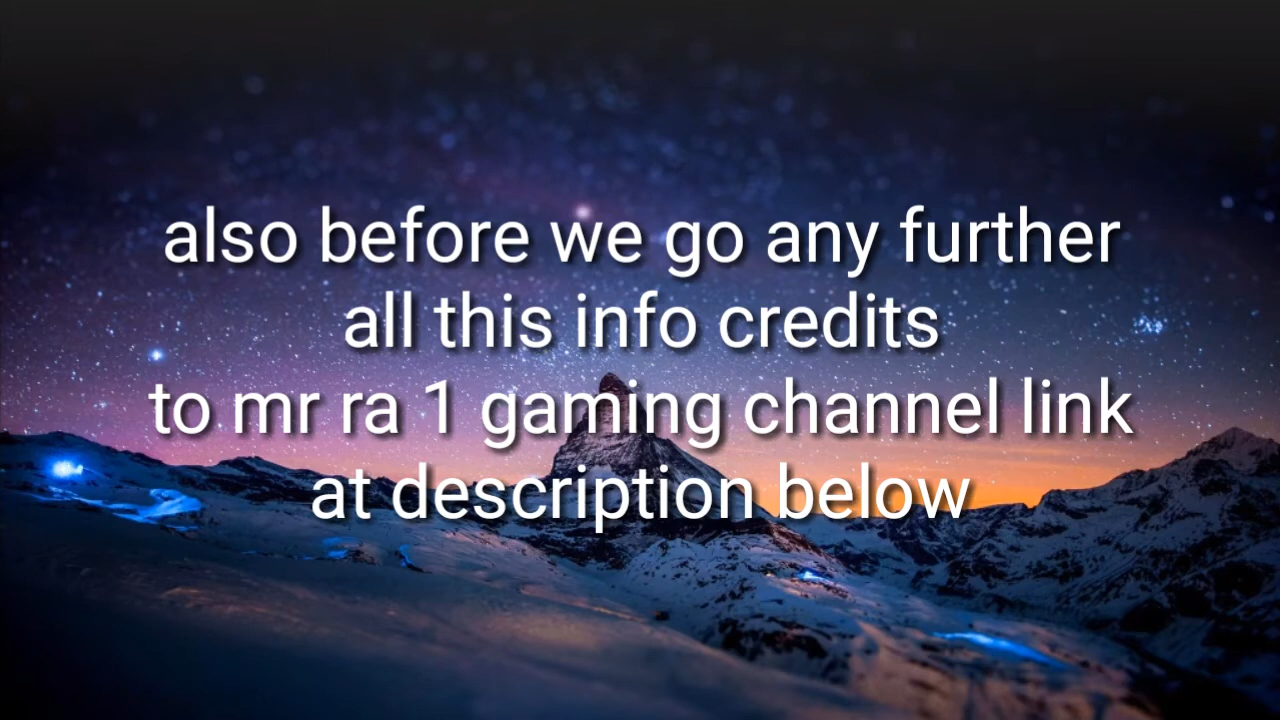 also before we go any further
all this info credits
to mr ra 1 gaming channel link
at description below